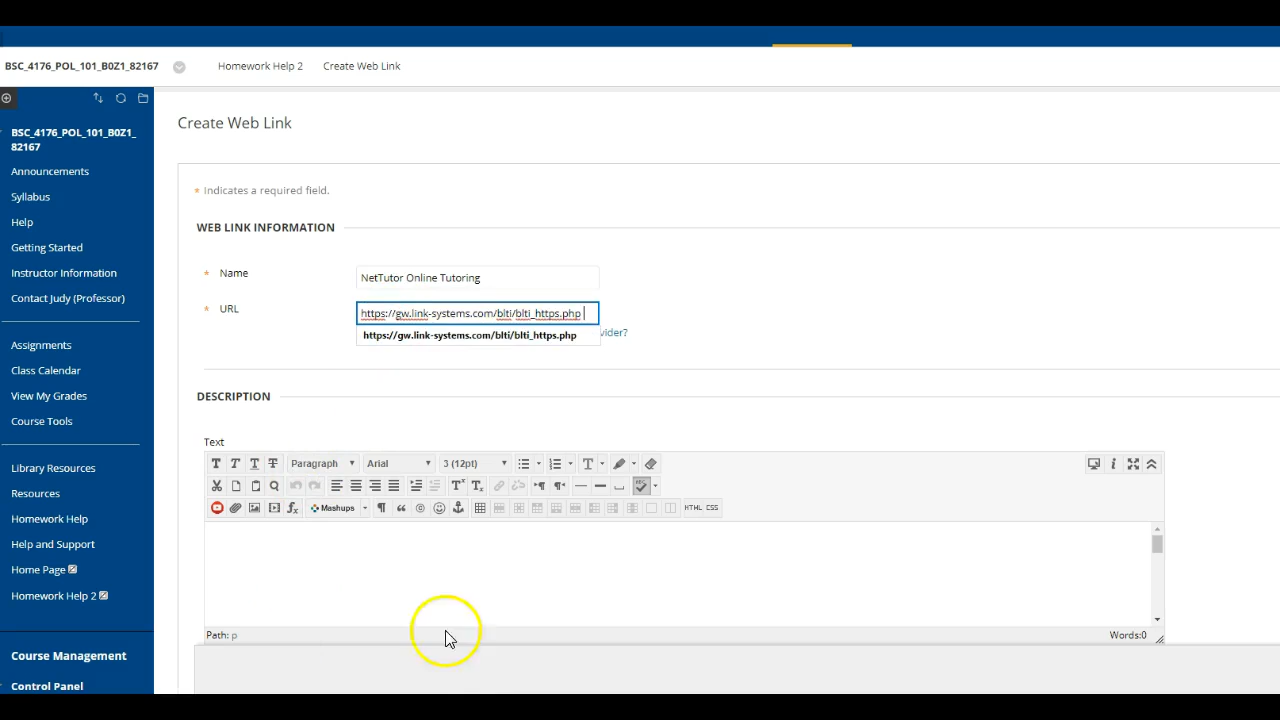 BSC_4176_POL_101_B0Z1_82167
Homework Help 2
Create Web Link
BSC_4176_POL_101_B0Z1_
82167
Announcements
Syllabus
Help
Getting Started
Instructor Information
Contact Judy (Professor)
Assignments
Class Calendar
View My Grades
Course Tools
Library Resources
Resources
Homework Help
Help and Support
Home Page
Homework Help 2
Course Management
Control Panel
Create Web Link
* Indicates a required field.
WEB LINK INFORMATION
* Name
NetTutor Online Tutoring
* URL
https://gw.link-systems.com/blti/blti_https.php
https://gw.link-systems.com/blti/blti_https.php
DESCRIPTION
Text
T T T T Paragraph Arial 3 (12pt) T
T T ABC
Mashups HTML CSS
Path: p
Words:0